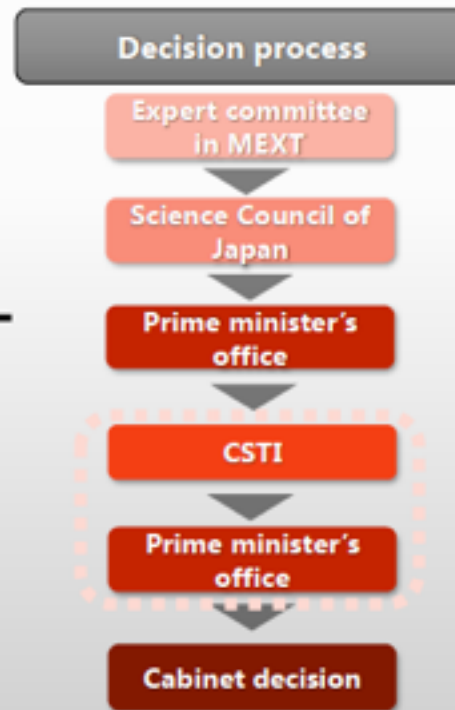 Decision process
Expert committee
in MEXT
Science Council of
Japan
Prime minister's
office
CSTI
Prime minister's
office
Cabinet decision